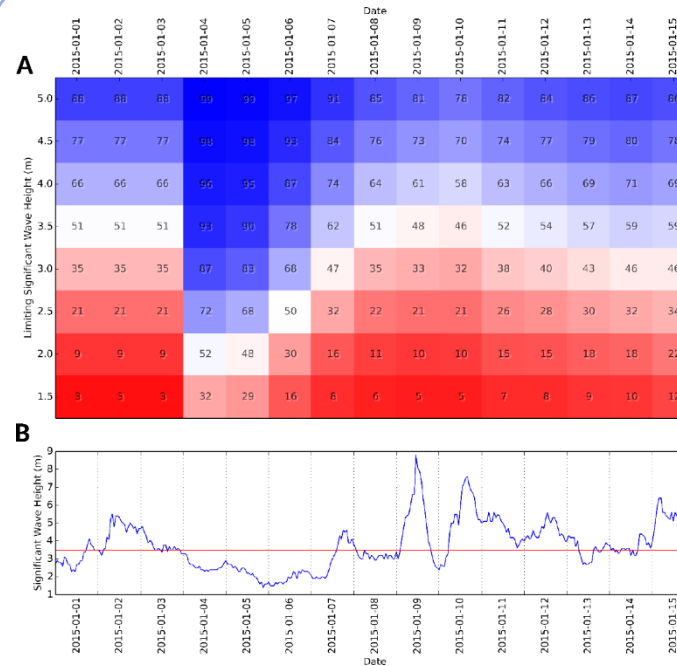 Date
2015-01-01 2015-01-02 2015-01-03 2015-01-04 2015-01-05 2015-01-06 2015-01-07 2015-01-08 2015-01-09 2015-01-10 2015-01-11 2015-01-12 2015-01-13 2015-01-14 2015-01-15
A
Limiting Significant Wave Height (m)
5.0 88 88 88 99 99 97 91 85 81 78 82 84 86 87 86
4.5 77 77 77 98 98 93 84 76 73 70 74 77 79 80 78
4.0 66 66 66 96 95 87 74 64 61 58 63 66 69 71 69
3.5 51 51 51 93 90 78 62 51 48 46 52 54 57 59 59
3.0 35 35 35 87 83 68 47 35 33 32 38 40 43 46 46
2.5 21 21 21 72 68 50 32 22 21 21 26 28 30 32 34
2.0 9 9 9 52 48 30 16 11 10 10 15 15 18 18 22
1.5 3 3 3 32 29 16 8 6 5 5 7 8 9 10 12
B
Significant Wave Height (m)
9
8
7
6
5
4
3
2
1
2015-01-01 2015-01-02 2015-01-03 2015-01-04 2015-01-05 2015-01-06 2015-01-07 2015-01-08 2015-01-09 2015-01-10 2015-01-11 2015-01-12 2015-01-13 2015-01-14 2015-01-15
Date